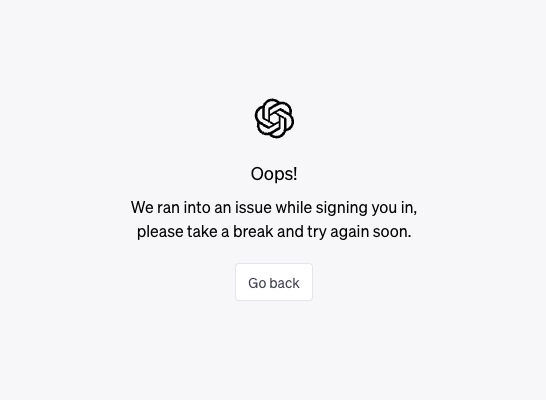 Oops!
We ran into an issue while signing you in,
please take a break and try again soon.
Go back